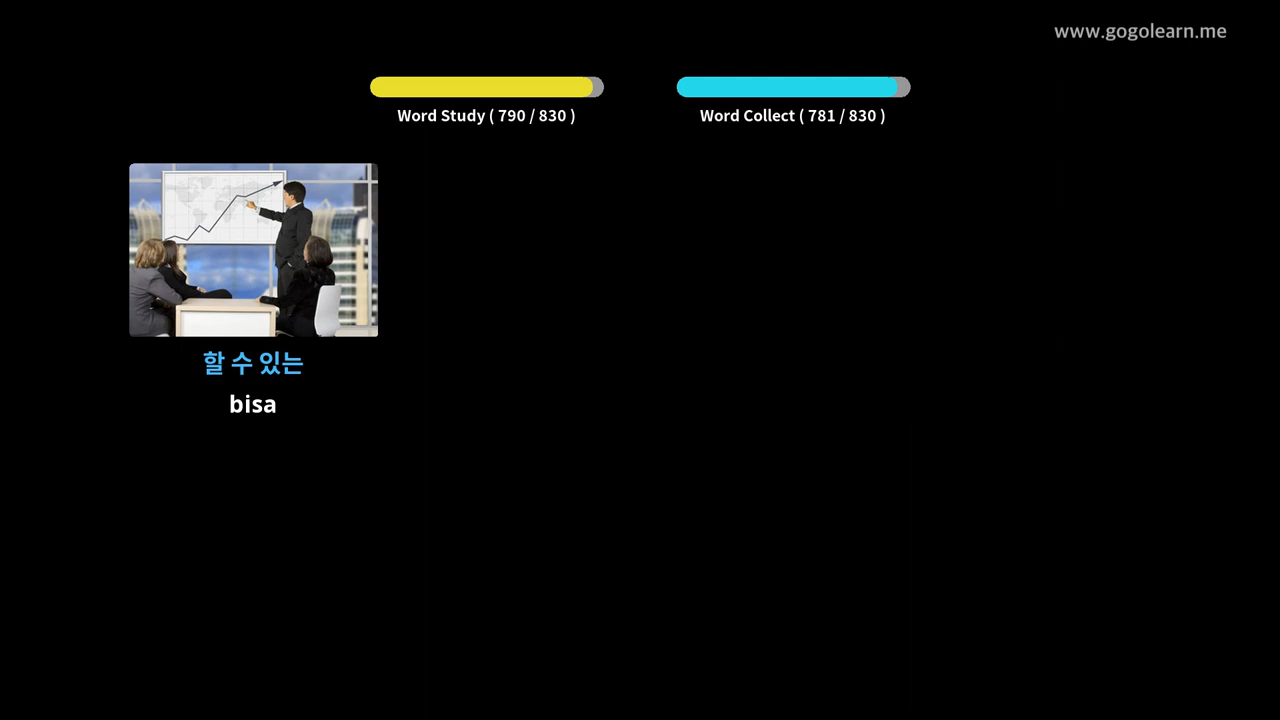 www.gogolearn.me
Word Study ( 790 / 830 )
Word Collect ( 781 / 830 )
할 수 있는
bisa